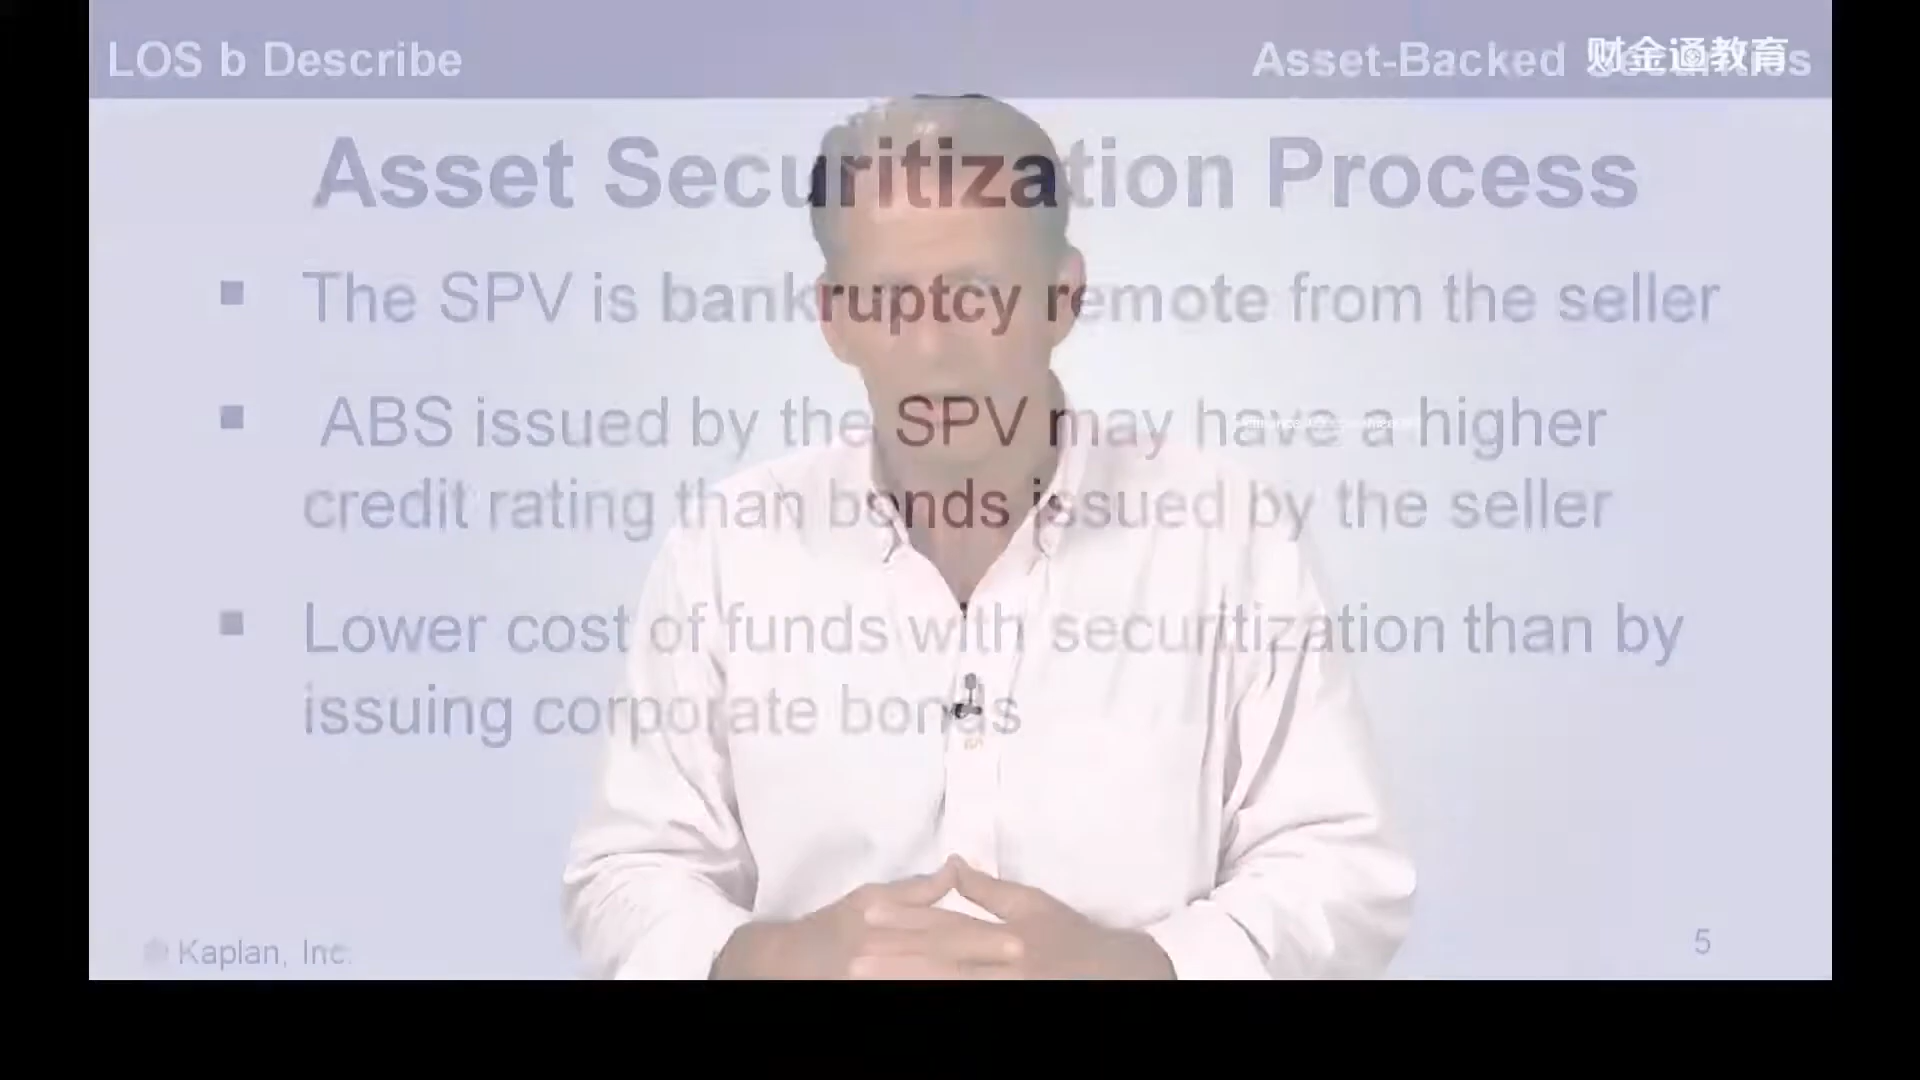 LOS b Describe
Asset-Backed Securities
财金通教育
Asset Securitization Process
The SPV is bankruptcy remote from the seller
ABS issued by the SPV may have a higher
credit rating than bonds issued by the seller
Lower cost of funds with securitization than by
issuing corporate bonds
© Kaplan, Inc.
5